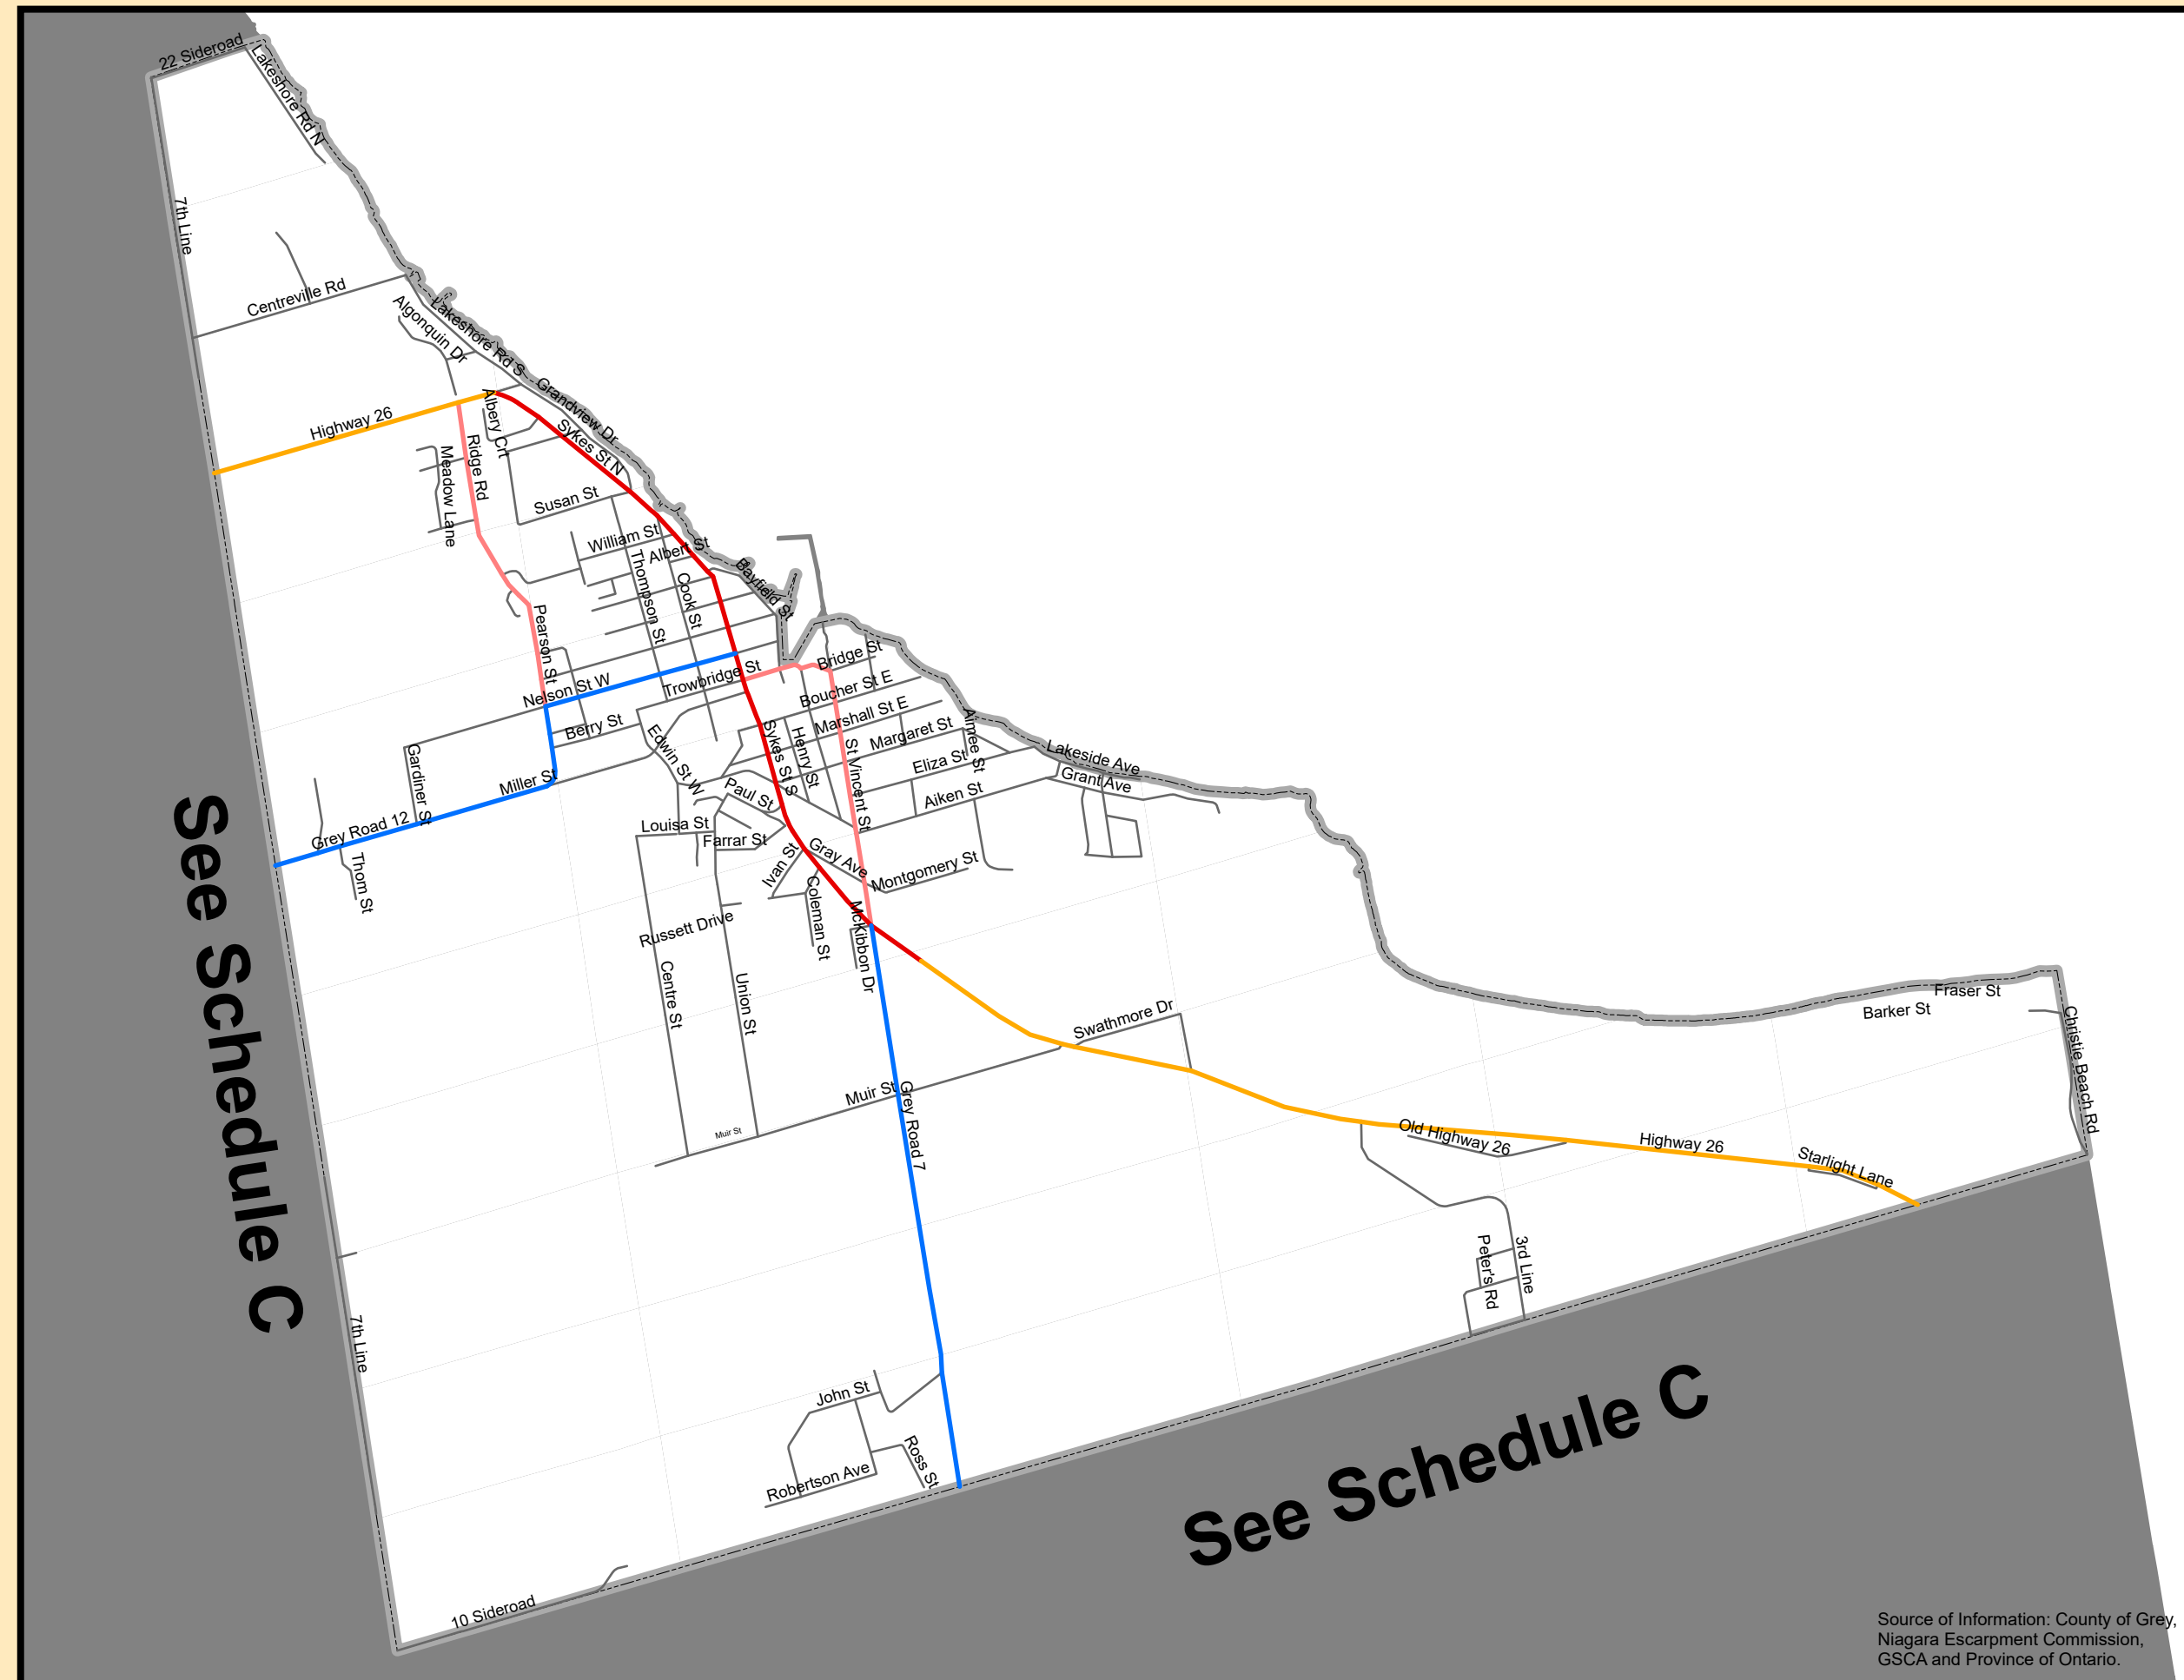 22 Sideroad
Lakeshore Rd N
7th Line
Centreville Rd
Algonquin Dr
Lakeshore Rd S
Grandview Dr
Highway 26
Albery Crt
Sykes St N
Ridge Rd
Meadow Lane
Susan St
William St
Albert St
Thompson St
Cook St
Bayfield St
Pearson St
Nelson St W
Trowbridge St
Bridge St
Boucher St E
Marshall St E
Margaret St
Aimee St
Berry St
Edwin St W
Sykes St S
Henry St
St Vincent St
Eliza St
Lakeside Ave
Grant Ave
Aiken St
Gardiner St
Miller St
Paul St
Louisa St
Farrar St
Grey Road 12
Thom St
Ivan St
Gray Ave
Montgomery St
Coleman St
McKibbon Dr
Russett Drive
Centre St
Union St
Swathmore Dr
Fraser St
Barker St
Christie Beach Rd
Muir St
Muir St
Grey Road 7
Old Highway 26
Highway 26
Starlight Lane
Peter's Rd
3rd Line
See Schedule C
7th Line
John St
Ross St
Robertson Ave
10 Sideroad
See Schedule C
Source of Information: County of Grey,
Niagara Escarpment Commission,
GSCA and Province of Ontario.